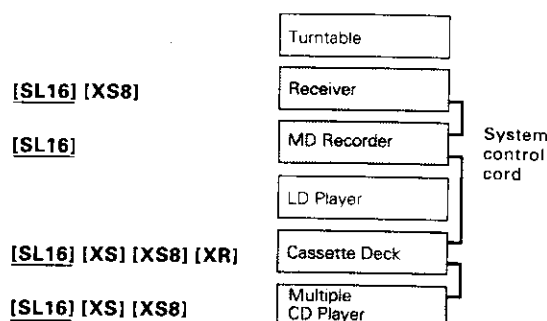 Turntable
[SL16] [XS8]
Receiver
[SL16]
MD Recorder
System
control
cord
LD Player
[SL16] [XS] [XS8] [XR]
Cassette Deck
[SL16] [XS] [XS8]
Multiple
CD Player